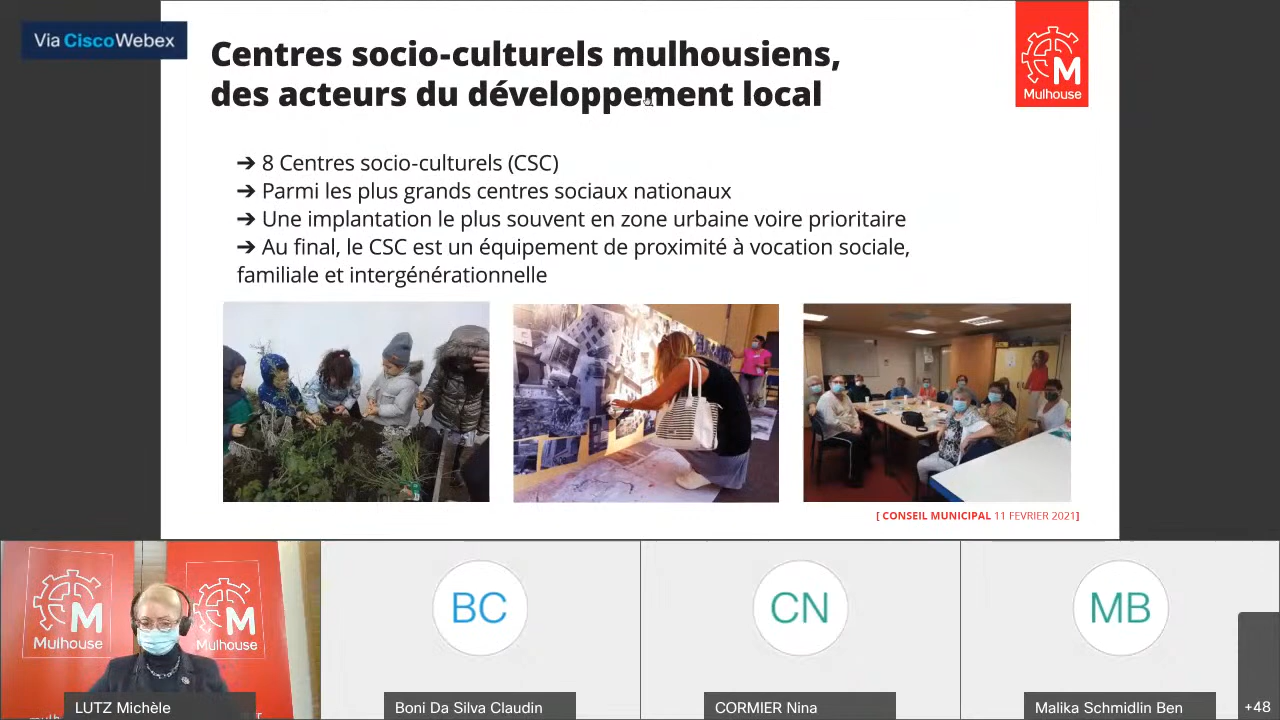 Via Cisco Webex
Centres socio-culturels mulhousiens,
des acteurs du développement local
M
Mulhouse
➔ 8 Centres socio-culturels (CSC)
➔ Parmi les plus grands centres sociaux nationaux
➔ Une implantation le plus souvent en zone urbaine voire prioritaire
➔ Au final, le CSC est un équipement de proximité à vocation sociale,
familiale et intergénérationnelle
[ CONSEIL MUNICIPAL 11 FEVRIER 2021]
M
Mulhouse
M
Mulhouse
LUTZ Michèle
BC
Boni Da Silva Claudin
CN
CORMIER Nina
MB
Malika Schmidlin Ben
+48